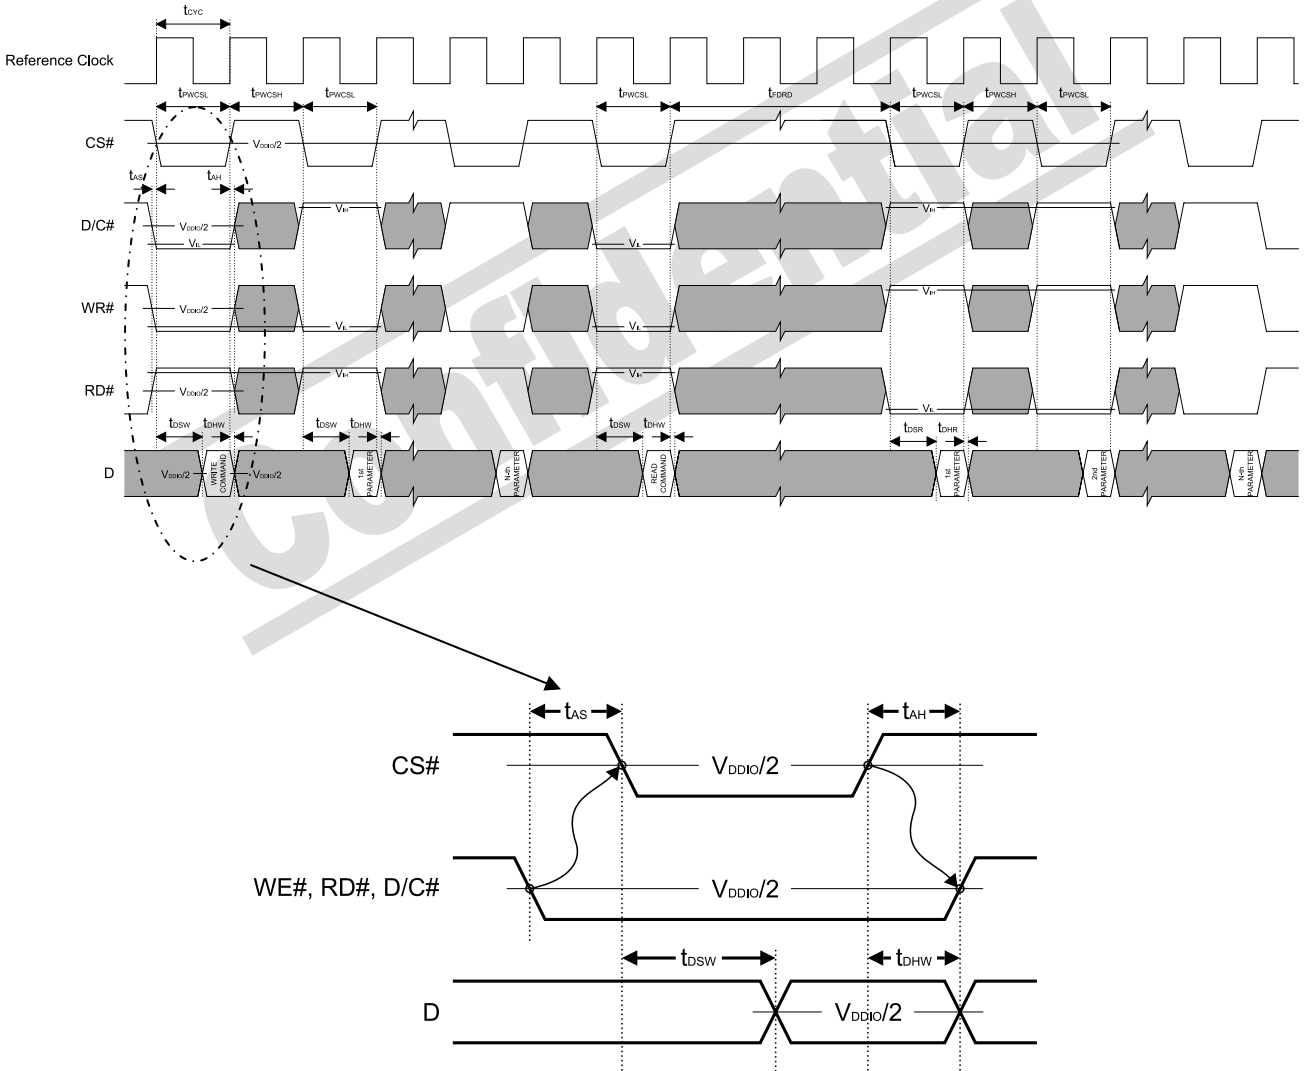 tCYC
Reference Clock
tPWCSL tPWCSH tPWCSL tPWCSL tFDRD tPWCSL tPWCSH tPWCSL
CS# VDDIO/2
tAS tAH
D/C# VDDIO/2 VIL VIH VIL VIH VIH
WR# VDDIO/2 VIL VIL VIH
RD# VDDIO/2 VIH VIH VIL
tDSW tDHW tDSW tDHW tDSW tDHW tDSR tDHR
D VDDIO/2 WRITE COMMAND VDDIO/2 1st PARAMETER N-th PARAMETER READ COMMAND 1st PARAMETER 2nd PARAMETER N-th PARAMETER
Confidential
tAS tAH
CS# VDDIO/2
WE#, RD#, D/C# VDDIO/2
tDSW tDHW
D VDDIO/2